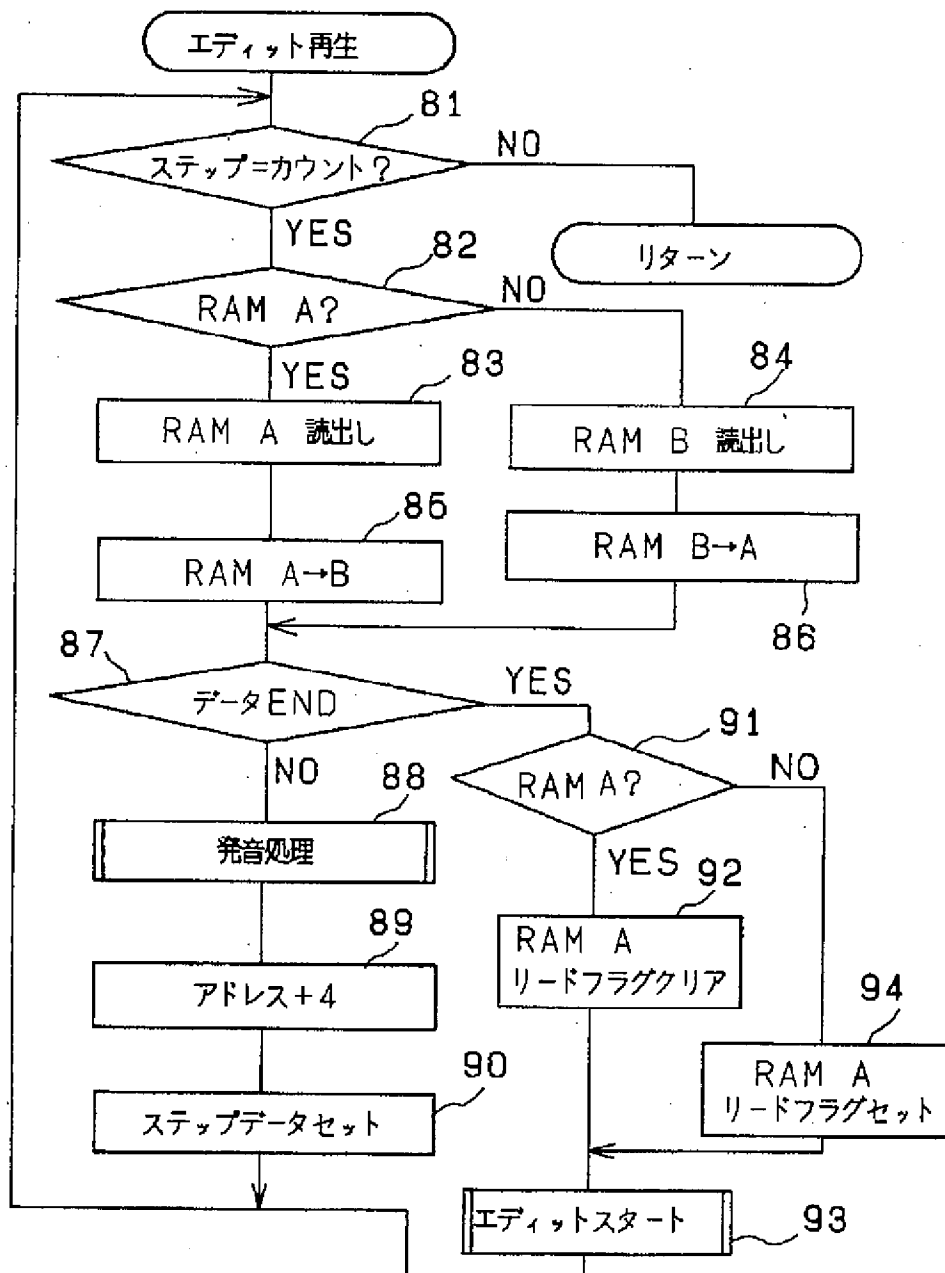 エディット再生
81
ステップ=カウント?
NO
YES
リターン
82
RAM A?
NO
YES
83
84
RAM A 読出し
RAM B 読出し
85
RAM A→B
RAM B→A
86
87
データEND
YES
91
NO
RAM A?
NO
88
発音処理
YES
92
RAM A
リードフラグクリア
89
アドレス+4
94
RAM A
リードフラグセット
90
ステップデータセット
エディットスタート
93